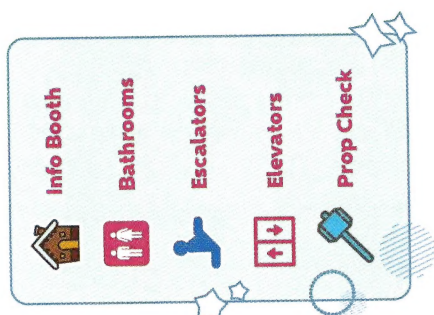 Info Booth
Bathrooms
Escalators
Elevators
Prop Check